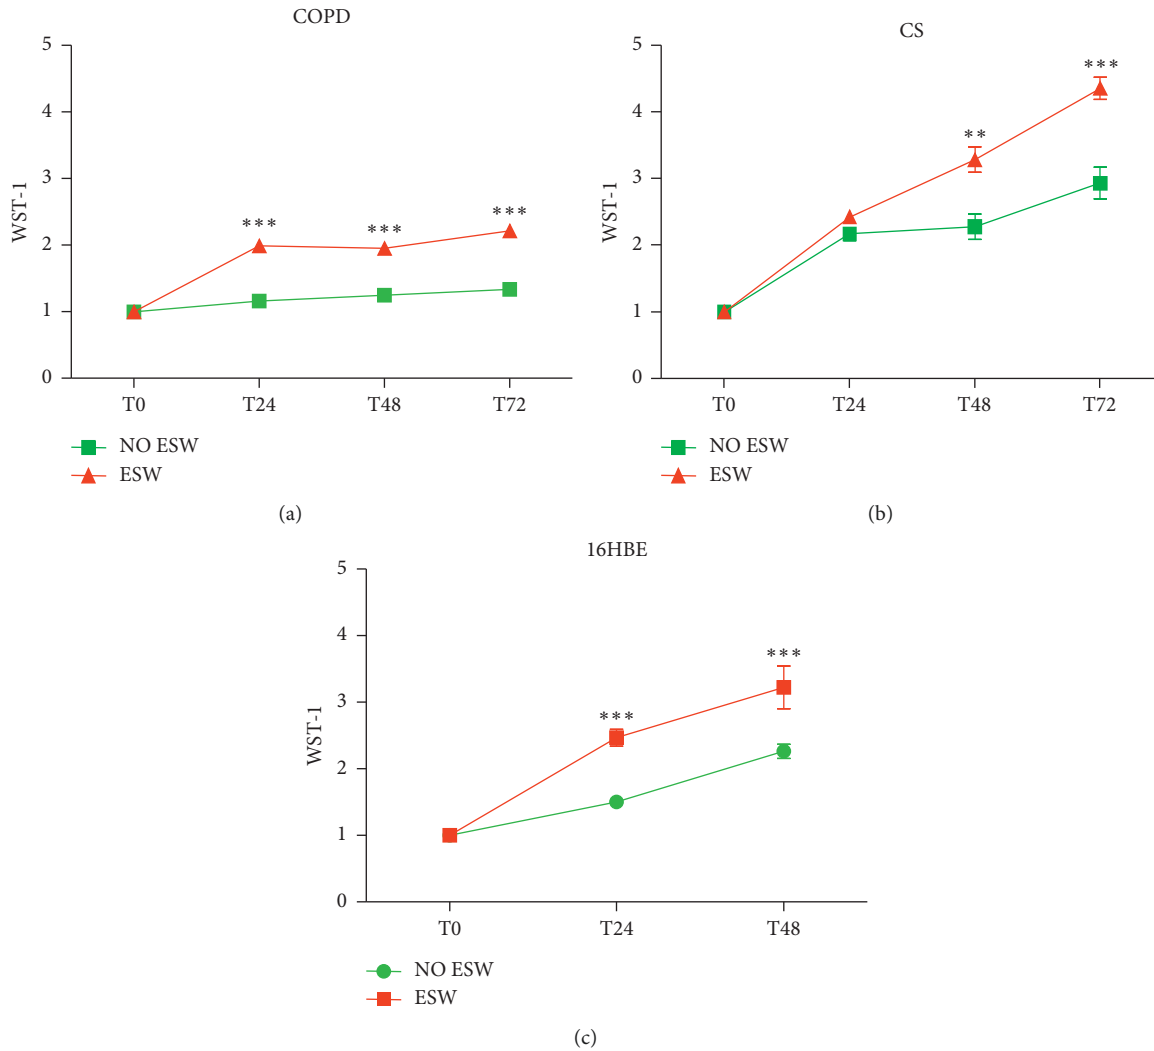 COPD
5
4
3
2
1
0
WST-1
***
***
***
T0
T24
T48
T72
NO ESW
ESW
(a)
CS
5
4
3
2
1
0
WST-1
**
***
T0
T24
T48
T72
NO ESW
ESW
(b)
16HBE
5
4
3
2
1
0
WST-1
***
***
T0
T24
T48
NO ESW
ESW
(c)